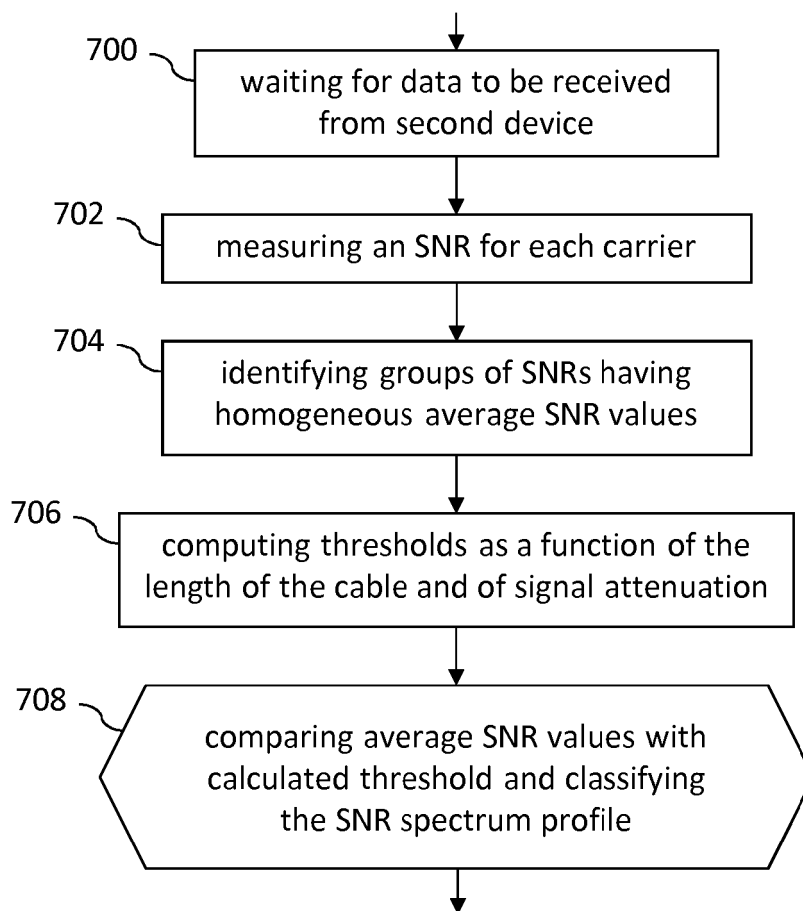 700
waiting for data to be received
from second device
702
measuring an SNR for each carrier
704
identifying groups of SNRs having
homogeneous average SNR values
706
computing thresholds as a function of the
length of the cable and of signal attenuation
708
comparing average SNR values with
calculated threshold and classifying
the SNR spectrum profile